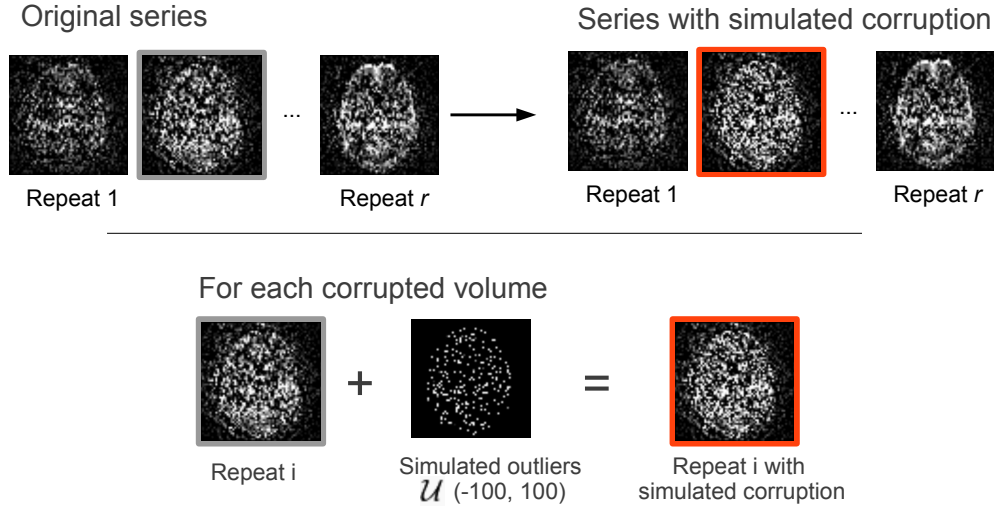 Original series
Series with simulated corruption
...
...
Repeat 1
Repeat r
Repeat 1
Repeat r
For each corrupted volume
+
=
Repeat i
Simulated outliers
𝒰 (-100, 100)
Repeat i with
simulated corruption